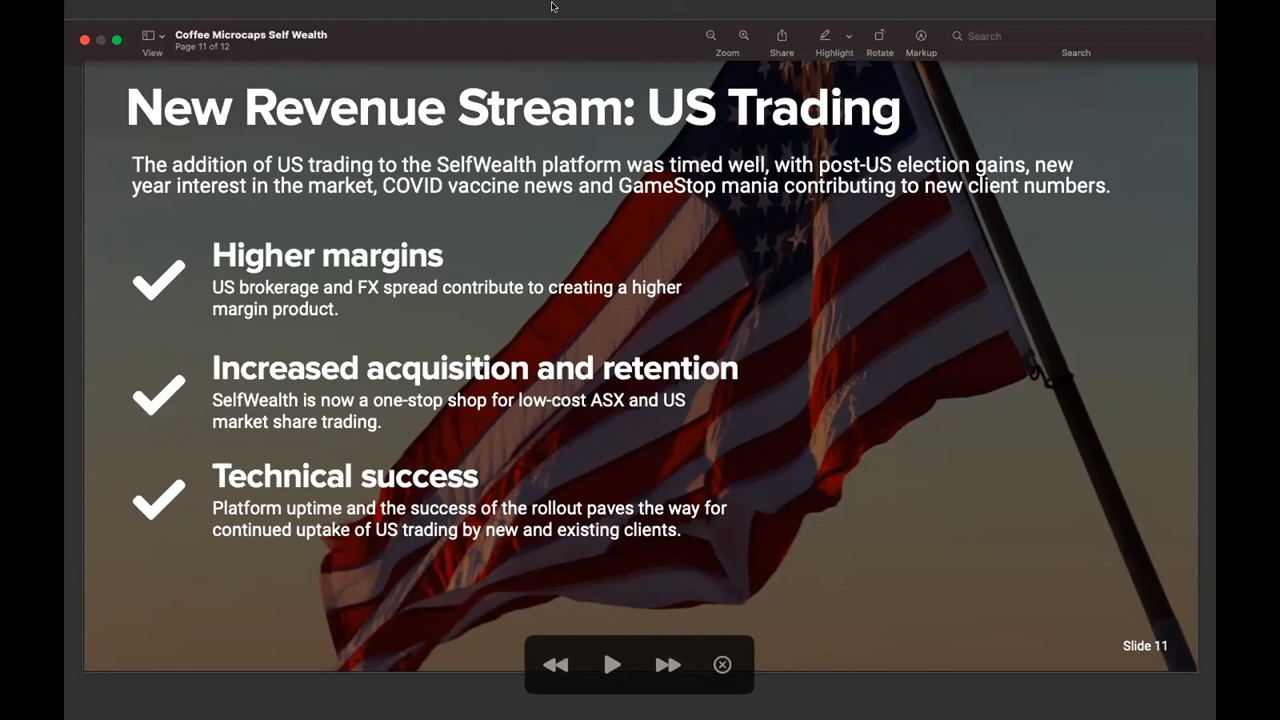 Coffee Microcaps Self Wealth
Page 11 of 12
View
Zoom
Share
Highlight
Rotate
Markup
Search
Search
New Revenue Stream: US Trading
The addition of US trading to the SelfWealth platform was timed well, with post-US election gains, new
year interest in the market, COVID vaccine news and GameStop mania contributing to new client numbers.
Higher margins
US brokerage and FX spread contribute to creating a higher
margin product.
Increased acquisition and retention
SelfWealth is now a one-stop shop for low-cost ASX and US
market share trading.
Technical success
Platform uptime and the success of the rollout paves the way for
continued uptake of US trading by new and existing clients.
Slide 11